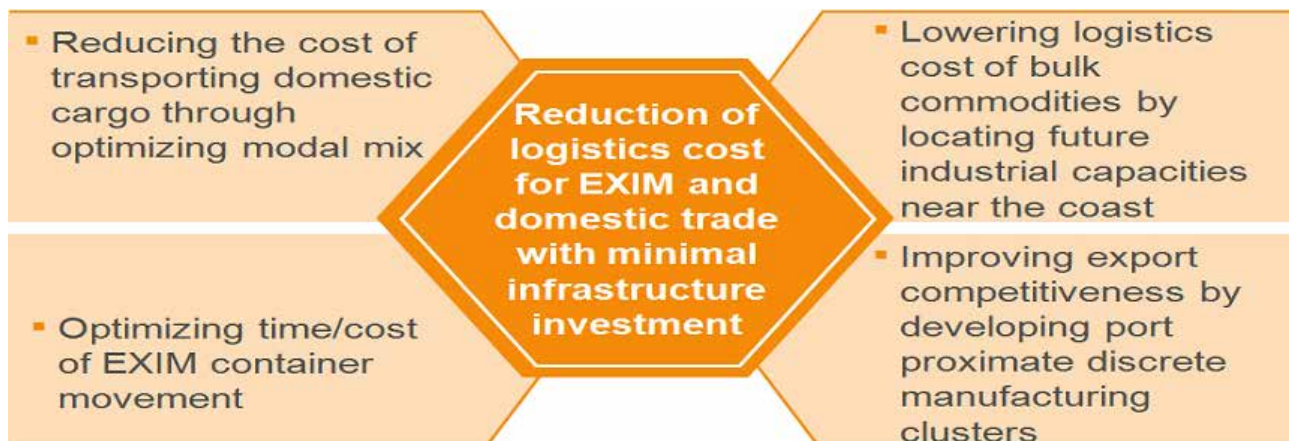 ▪ Reducing the cost of
transporting domestic
cargo through
optimizing modal mix
▪ Lowering logistics
cost of bulk
commodities by
locating future
industrial capacities
near the coast
Reduction of
logistics cost
for EXIM and
domestic trade
with minimal
infrastructure
investment
▪ Optimizing time/cost
of EXIM container
movement
▪ Improving export
competitiveness by
developing port
proximate discrete
manufacturing
clusters